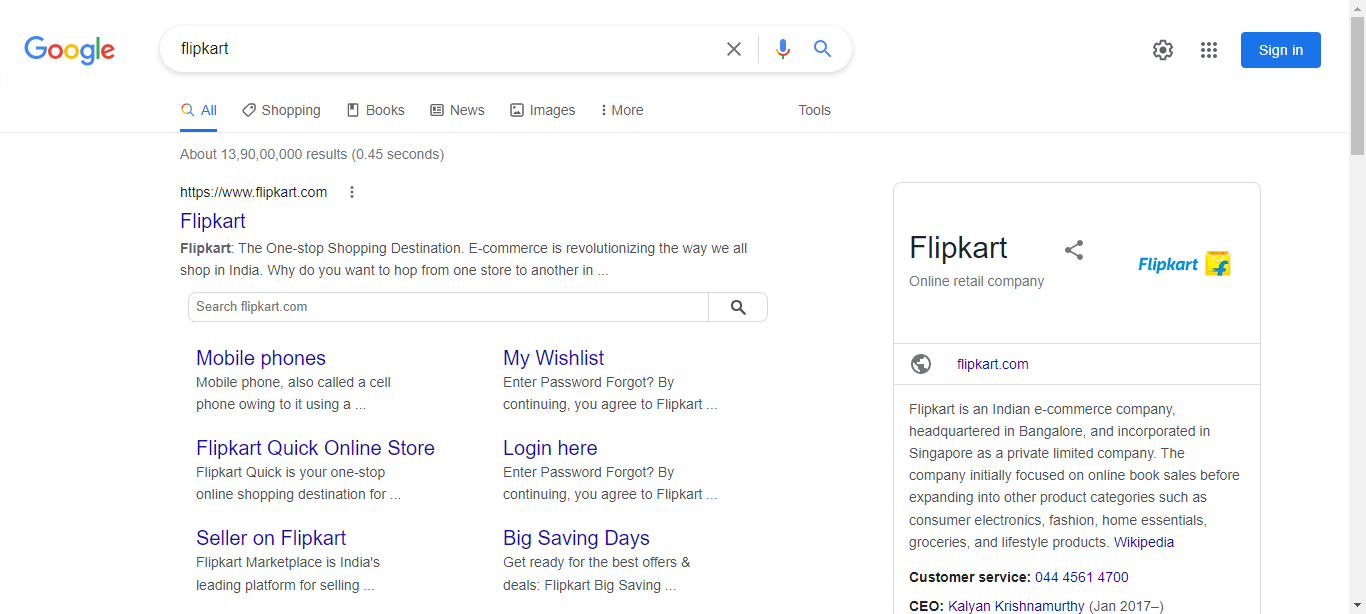 Google
flipkart
Sign in
All
Shopping
Books
News
Images
More
Tools
About 13,90,00,000 results (0.45 seconds)
https://www.flipkart.com
Flipkart
Flipkart: The One-stop Shopping Destination. E-commerce is revolutionizing the way we all
shop in India. Why do you want to hop from one store to another in ...
Search flipkart.com
Mobile phones
Mobile phone, also called a cell
phone owing to it using a ...
My Wishlist
Enter Password Forgot? By
continuing, you agree to Flipkart ...
Flipkart Quick Online Store
Flipkart Quick is your one-stop
online shopping destination for ...
Login here
Enter Password Forgot? By
continuing, you agree to Flipkart ...
Seller on Flipkart
Flipkart Marketplace is India's
leading platform for selling ...
Big Saving Days
Get ready for the best offers &
deals: Flipkart Big Saving ...
Flipkart
Online retail company
Flipkart
flipkart.com
Flipkart is an Indian e-commerce company,
headquartered in Bangalore, and incorporated in
Singapore as a private limited company. The
company initially focused on online book sales before
expanding into other product categories such as
consumer electronics, fashion, home essentials,
groceries, and lifestyle products. Wikipedia
Customer service: 044 4561 4700
CEO: Kalyan Krishnamurthy (Jan 2017–)